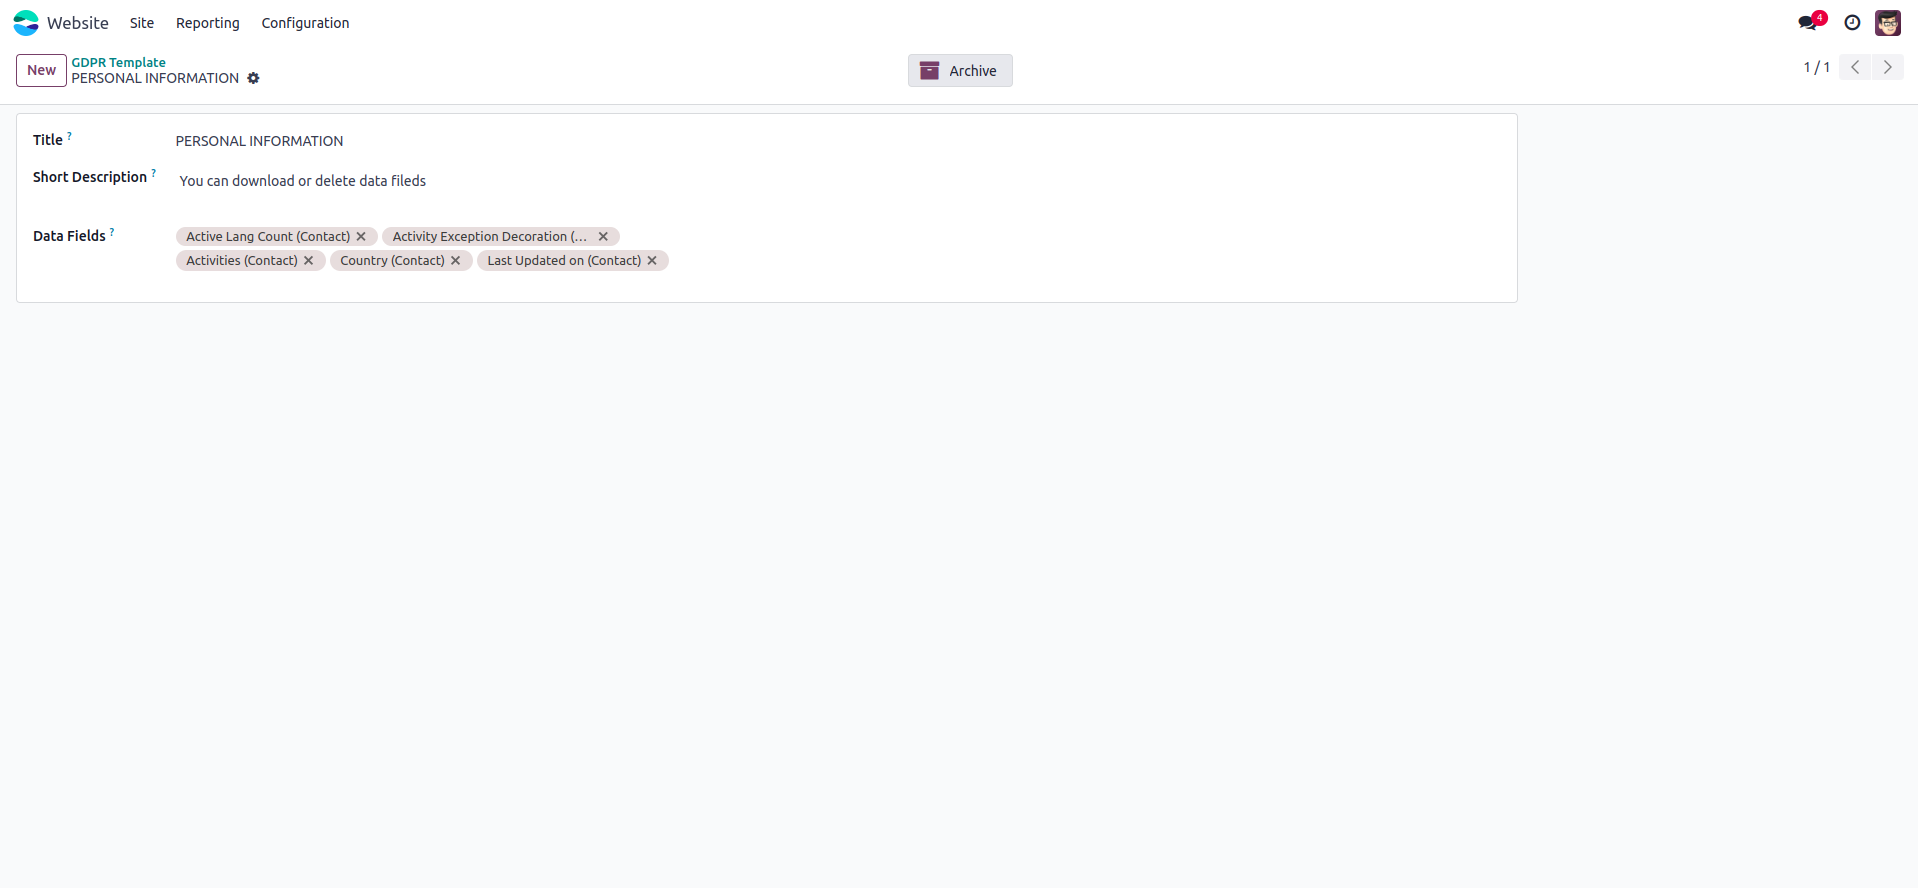 Website Site Reporting Configuration 4
New GDPR Template
PERSONAL INFORMATION
Archive
1 / 1
Title ? PERSONAL INFORMATION
Short Description ? You can download or delete data fileds
Data Fields ? Active Lang Count (Contact) ✕ Activity Exception Decoration (... ✕
Activities (Contact) ✕ Country (Contact) ✕ Last Updated on (Contact) ✕